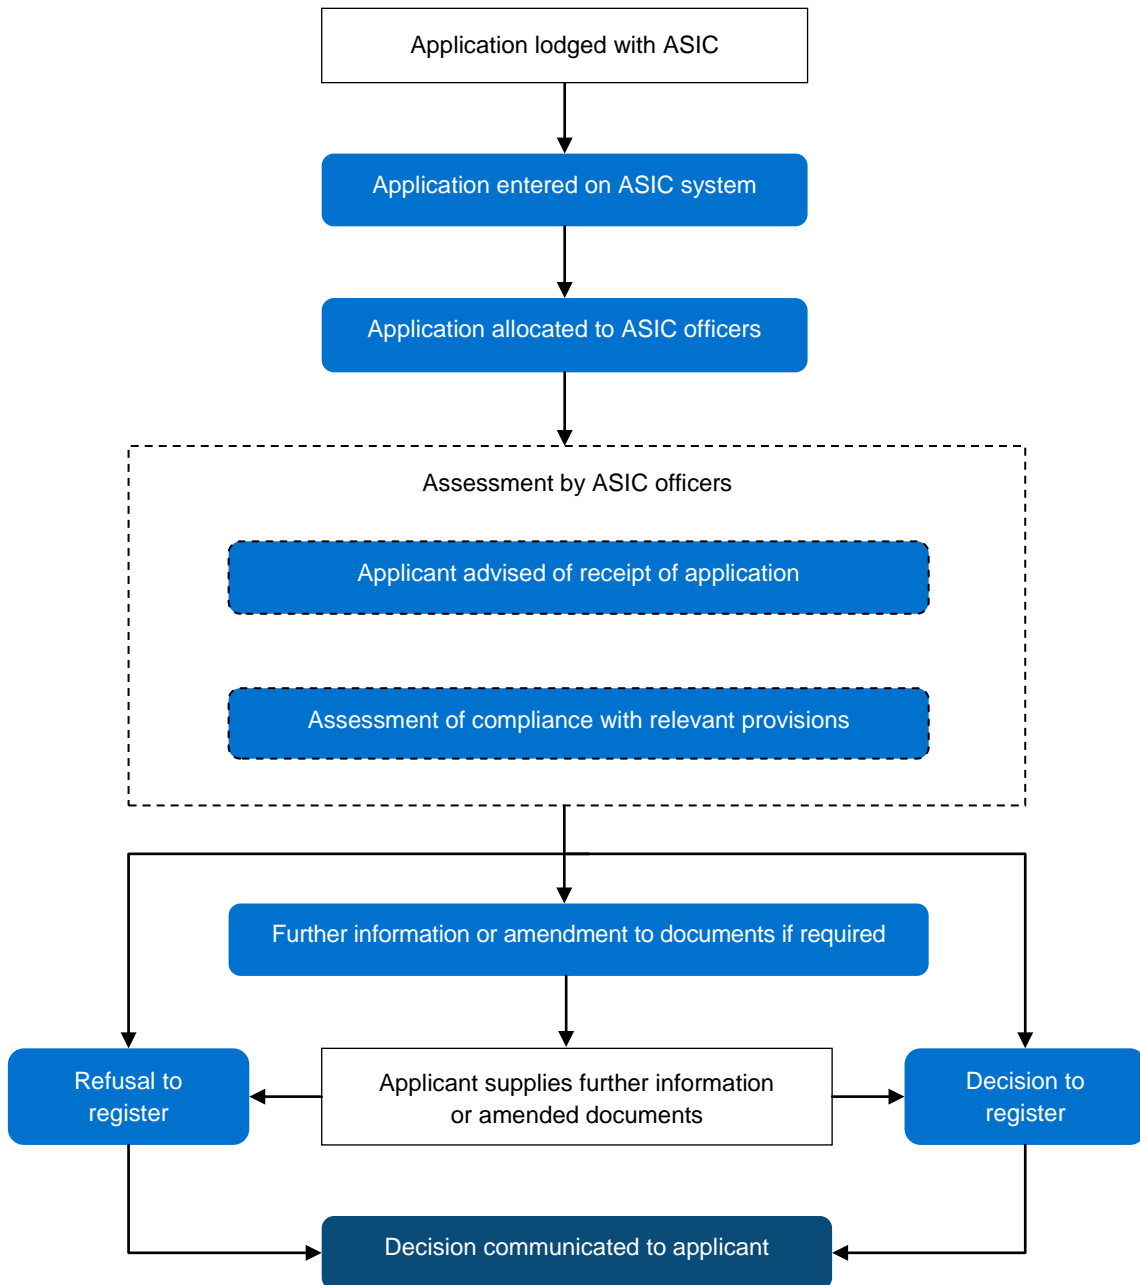 Application lodged with ASIC
Application entered on ASIC system
Application allocated to ASIC officers
Assessment by ASIC officers
Applicant advised of receipt of application
Assessment of compliance with relevant provisions
Further information or amendment to documents if required
Refusal to
register
Applicant supplies further information
or amended documents
Decision to
register
Decision communicated to applicant